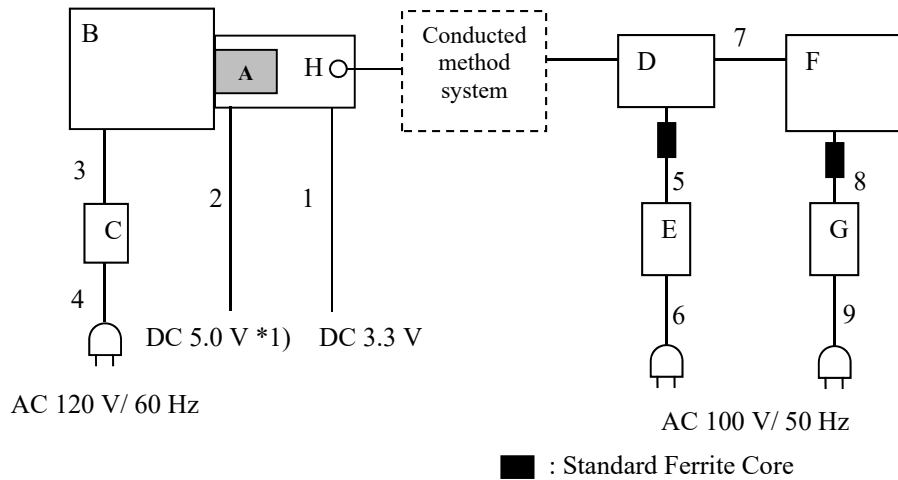 B
A
H
Conducted
method
system
D
7
F
3
2
1
5
8
C
E
G
4
6
9
DC 5.0 V *1)
DC 3.3 V
AC 120 V/ 60 Hz
AC 100 V/ 50 Hz
: Standard Ferrite Core